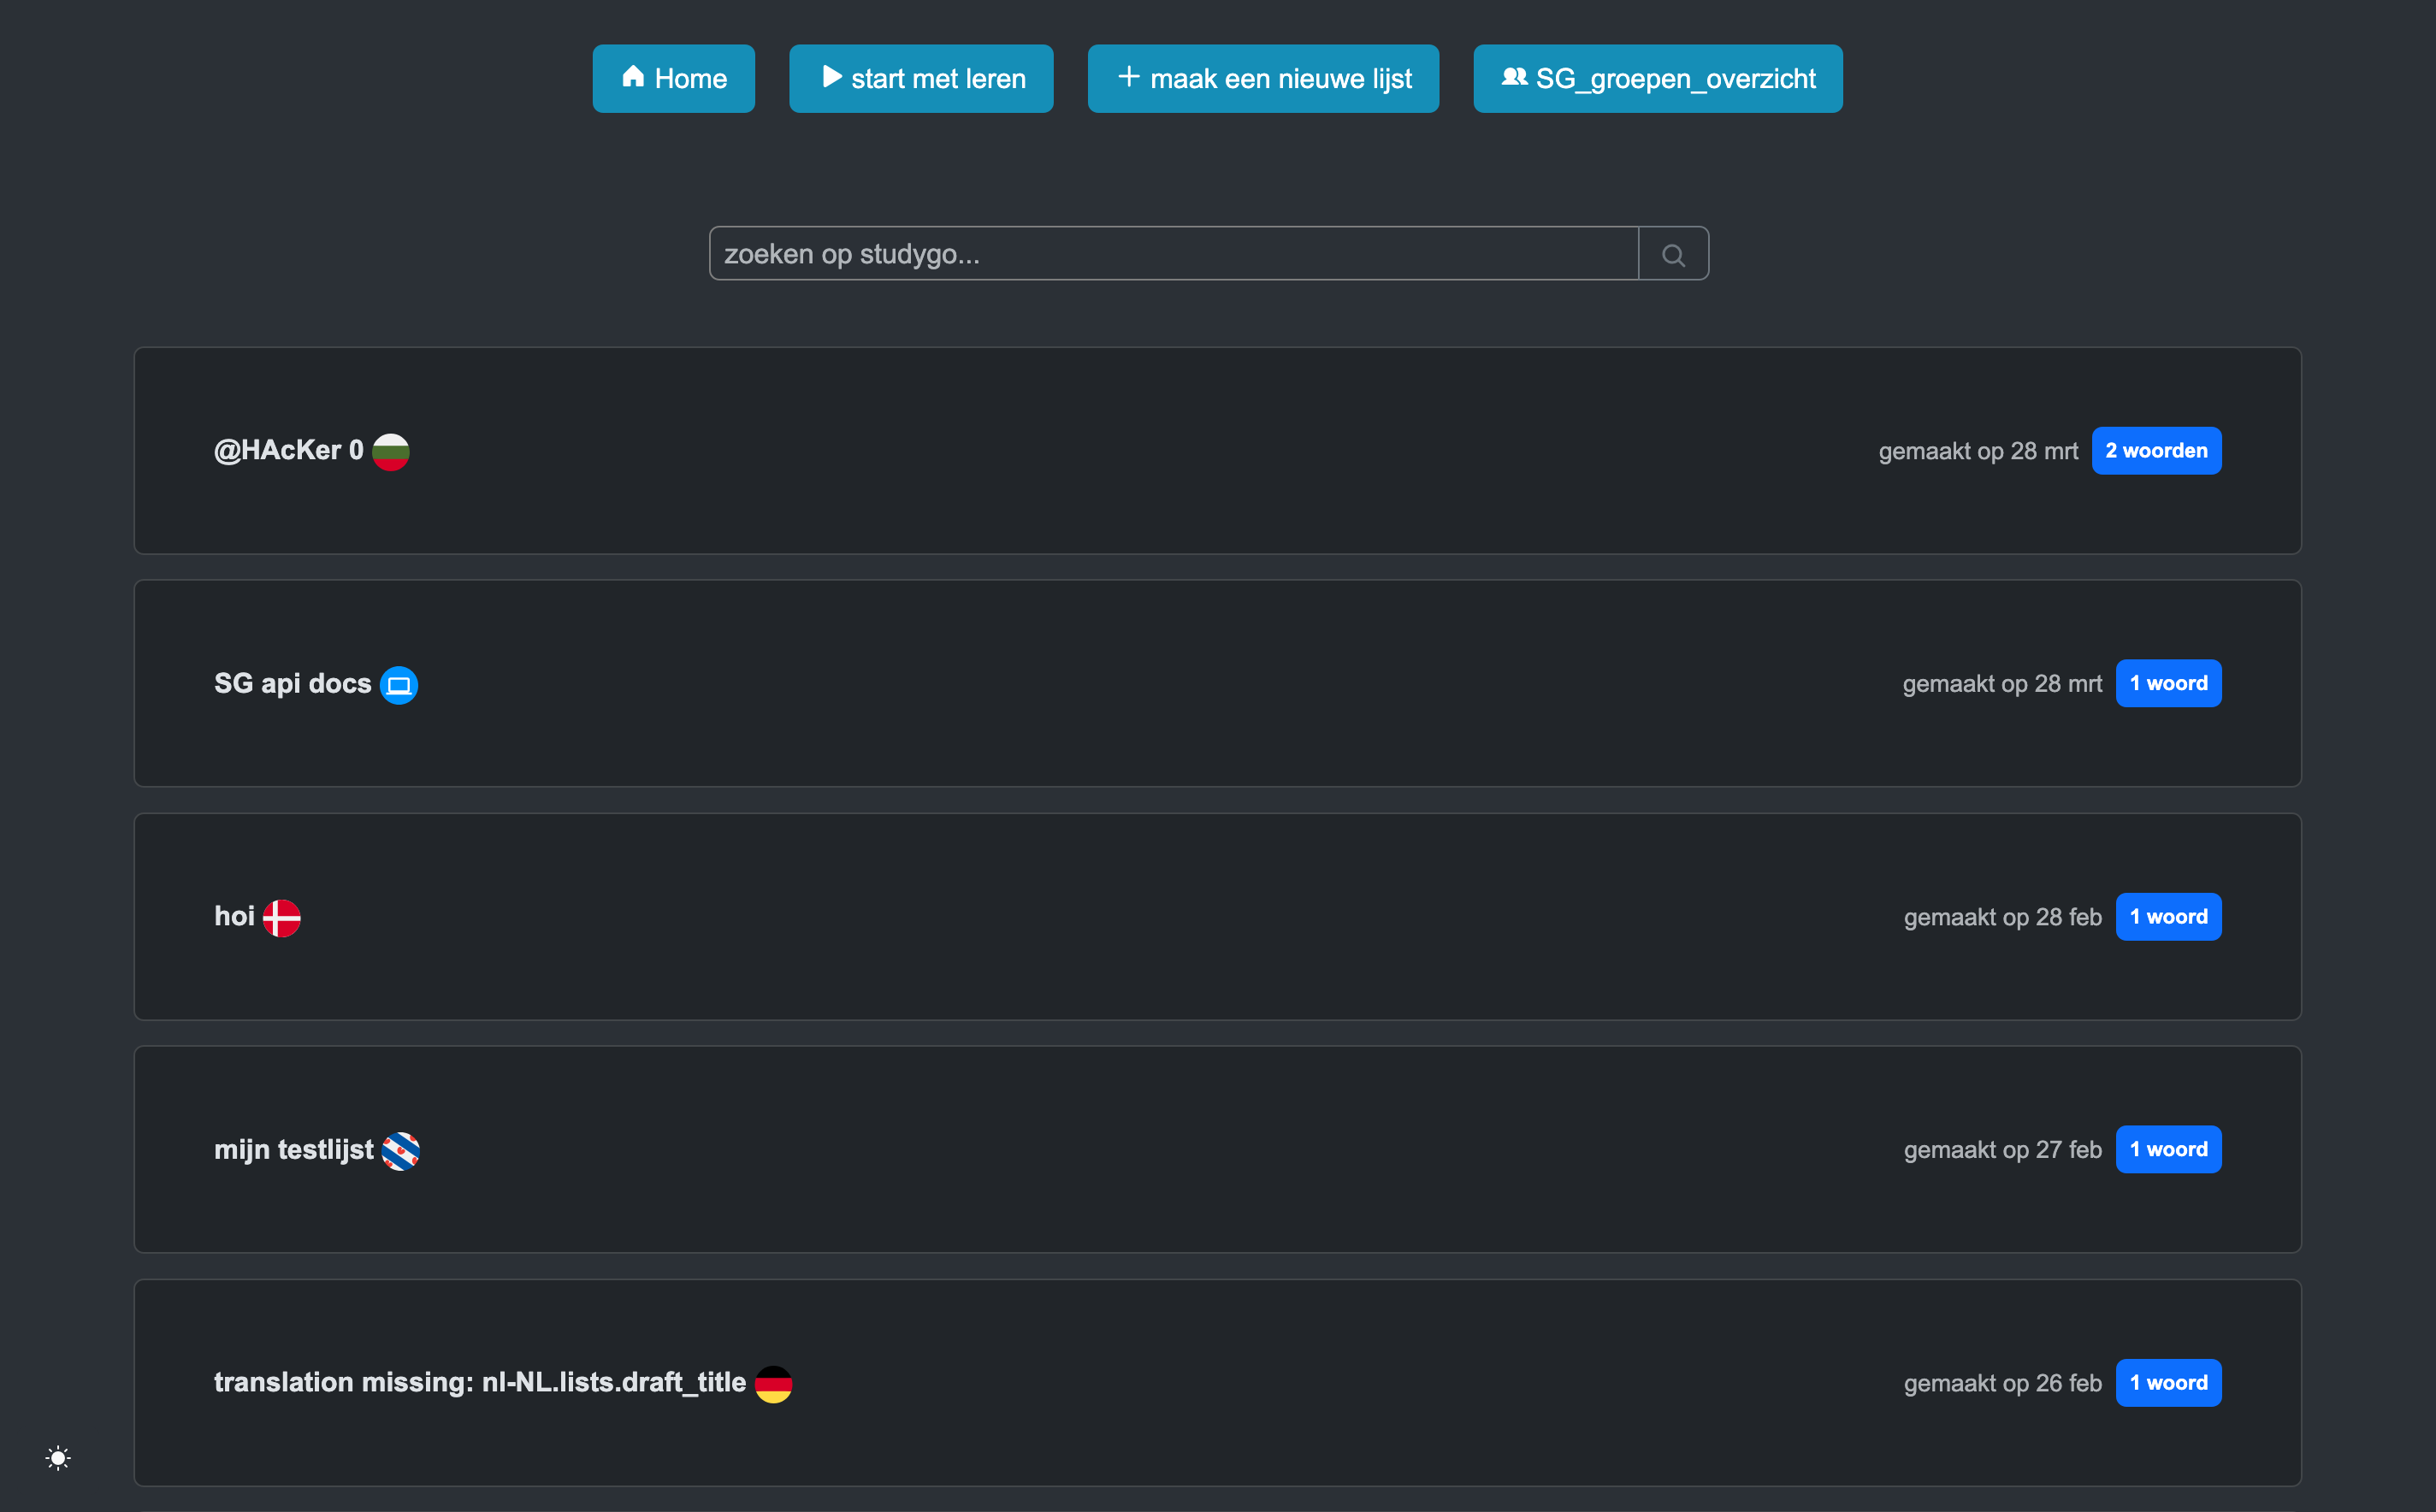 Home
start met leren
maak een nieuwe lijst
SG_groepen_overzicht
zoeken op studygo...
@HAcKer 0
gemaakt op 28 mrt
2 woorden
SG api docs
gemaakt op 28 mrt
1 woord
hoi
gemaakt op 28 feb
1 woord
mijn testlijst
gemaakt op 27 feb
1 woord
translation missing: nl-NL.lists.draft_title
gemaakt op 26 feb
1 woord